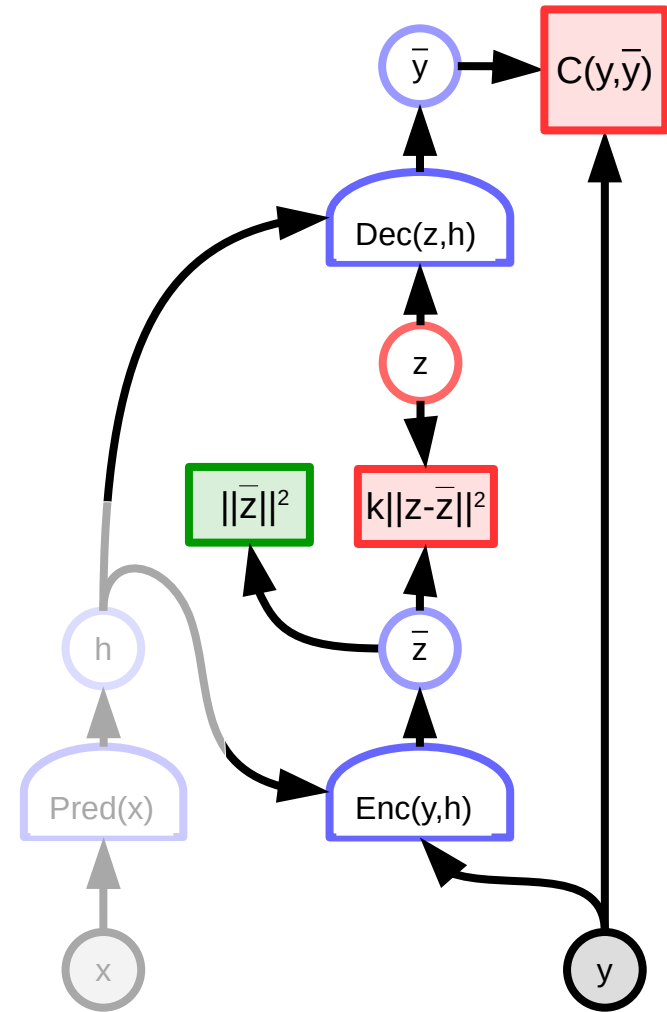 y̅
C(y,y̅)
Dec(z,h)
z
||z̅||²
k||z-z̅||²
h
z̅
Pred(x)
Enc(y,h)
x
y